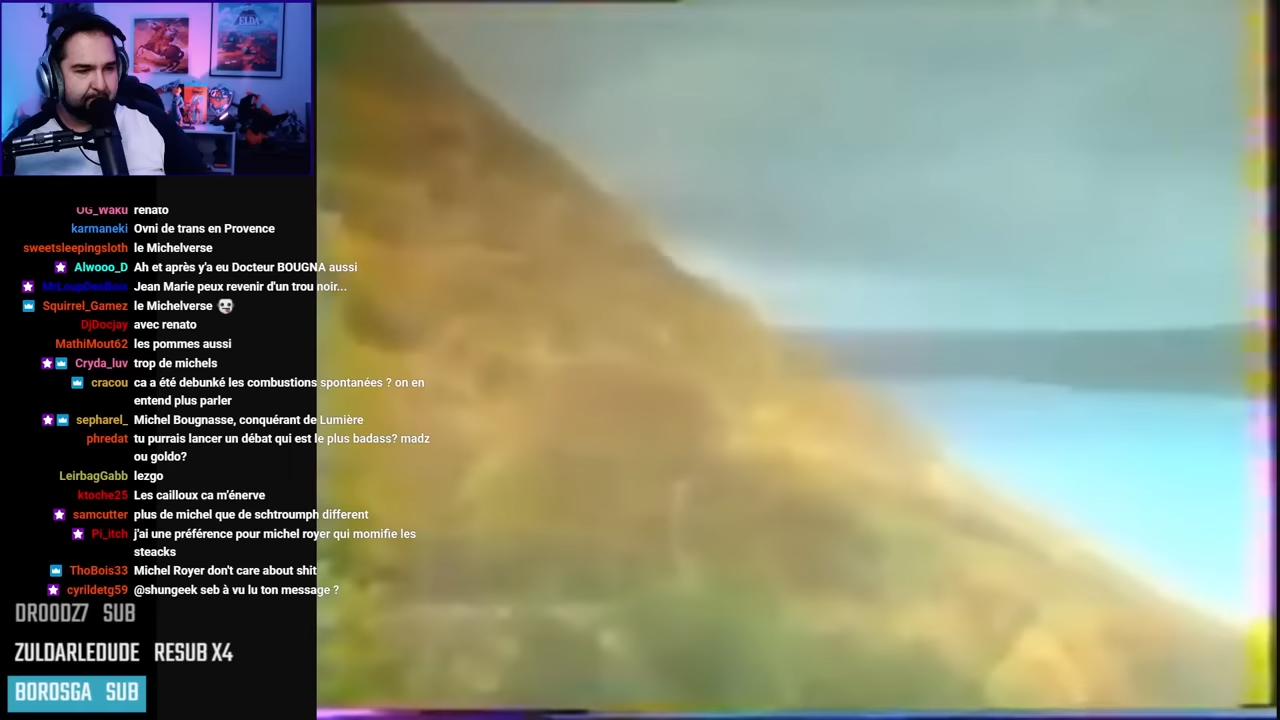 ZELDA
OG_Waku renato
karmaneki Ovni de trans en Provence
sweetsleepingsloth le Michelverse
Alwooo_D Ah et après y'a eu Docteur BOUGNA aussi
MrLoupDesBois Jean Marie peux revenir d'un trou noir...
Squirrel_Gamez le Michelverse
DjDocjay avec renato
MathiMout62 les pommes aussi
Cryda_luv trop de michels
cracou ca a été debunké les combustions spontanées ? on en
entend plus parler
sepharel_ Michel Bougnasse, conquérant de Lumière
phredat tu purrais lancer un débat qui est le plus badass? madz
ou goldo?
LeirbagGabb lezgo
ktoche25 Les cailloux ca m'énerve
samcutter plus de michel que de schtroumph different
Pi_itch j'ai une préférence pour michel royer qui momifie les
steacks
ThoBois33 Michel Royer don't care about shit
cyrildetg59 @shungeek seb à vu lu ton message ?
DROODZ7 SUB
ZULDARLEDUDE RESUB X4
BOROSGA SUB